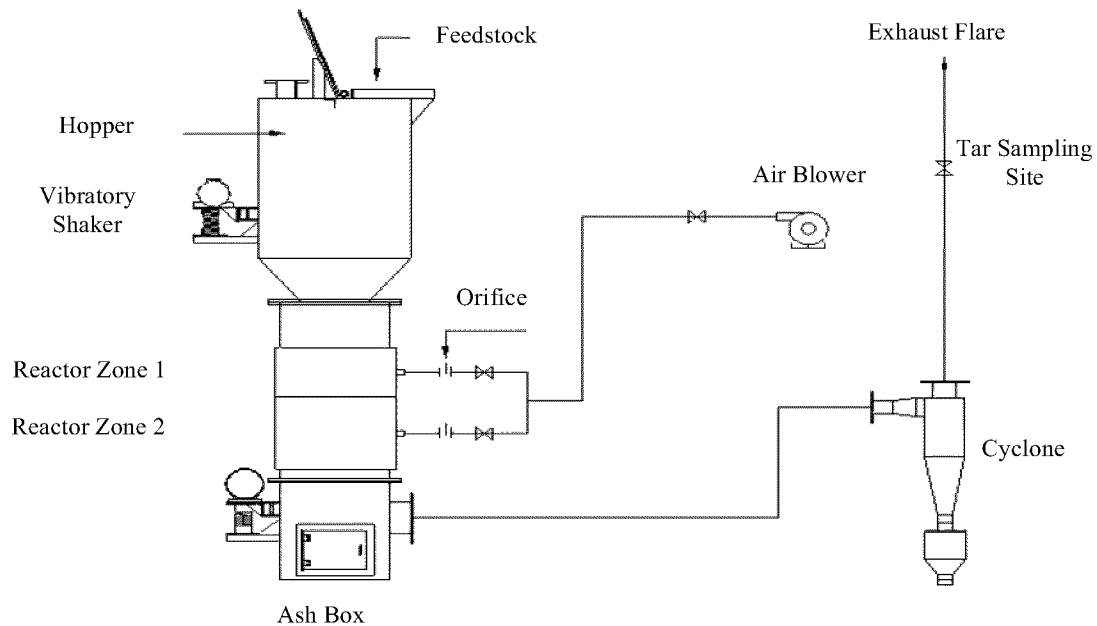 Feedstock
Exhaust Flare
Hopper
Tar Sampling
Site
Air Blower
Vibratory
Shaker
Orifice
Reactor Zone 1
Reactor Zone 2
Cyclone
Ash Box